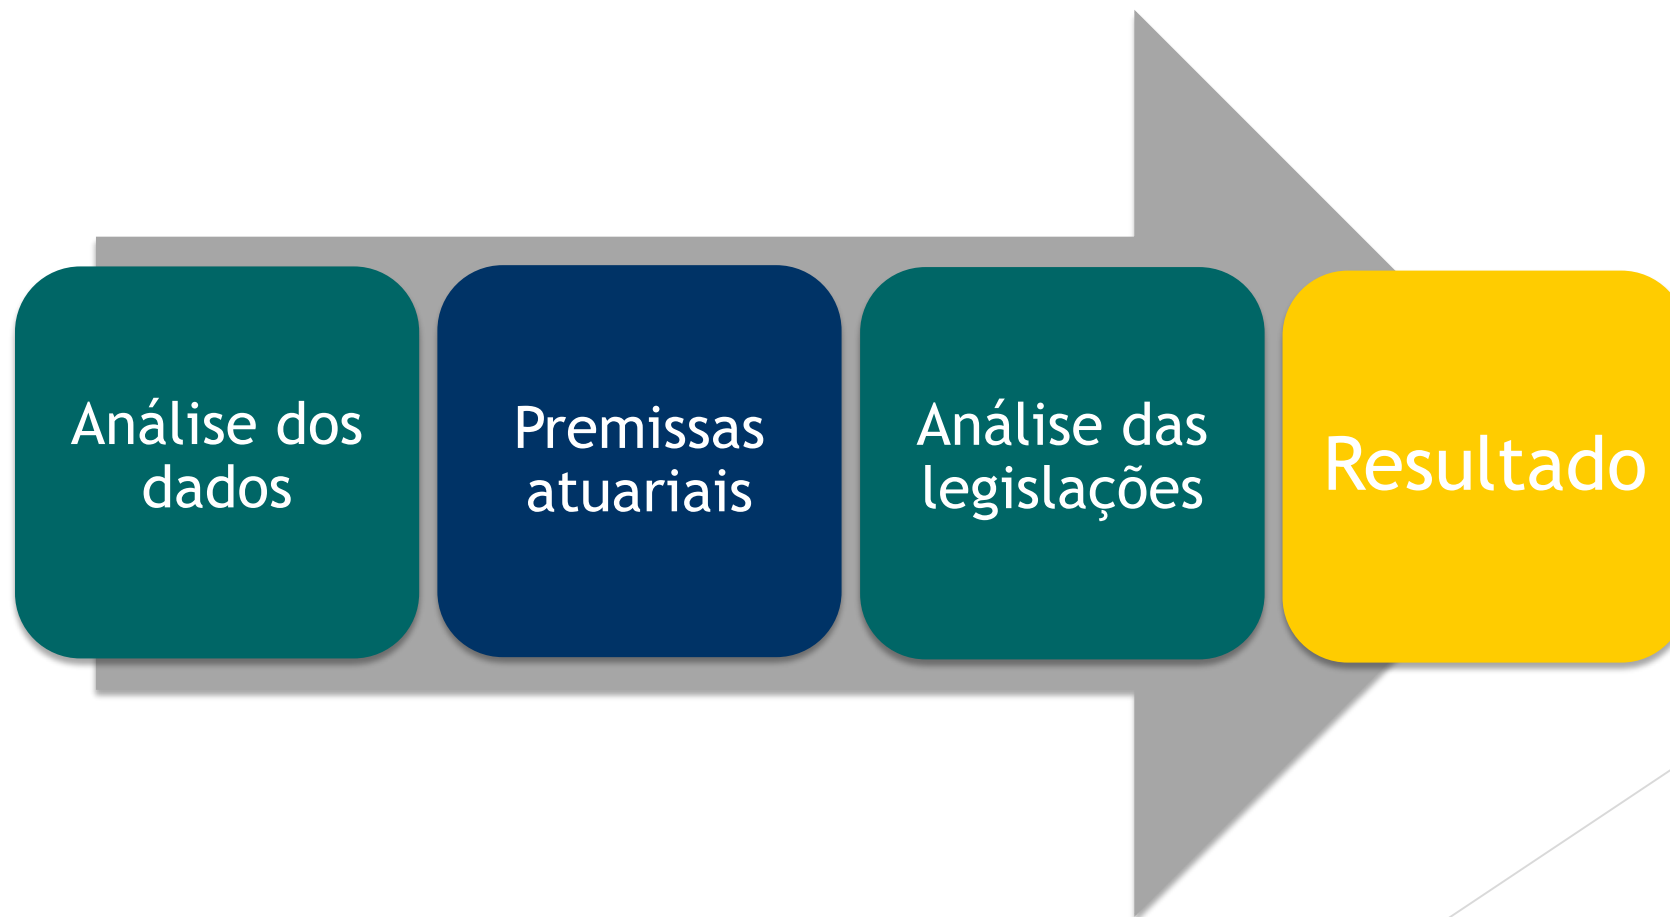 Análise dos
dados
Premissas
atuariais
Análise das
legislações
Resultado